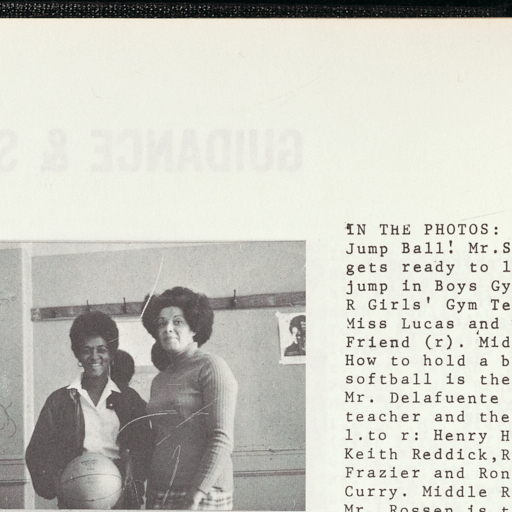 GUIDANCE & S
IN THE PHOTOS:
Jump Ball! Mr.S
gets ready to l
jump in Boys Gy
R Girls' Gym Te
Miss Lucas and
Friend (r). Mid
How to hold a b
softball is the
Mr. Delafuente
teacher and the
l.to r: Henry H
Keith Reddick,R
Frazier and Ron
Curry. Middle R
Mr. Rossen is t